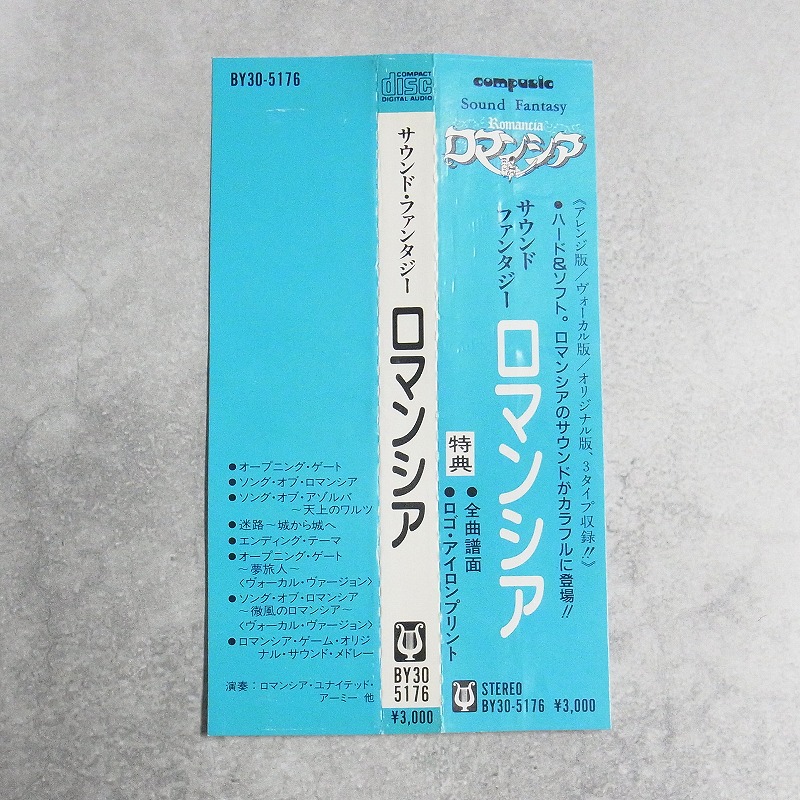 compusic
Sound Fantasy
Romancia
ロマンシア
《アレンジ版／ヴォーカル版／オリジナル版、3タイプ収録!!》
●ハード&ソフト。ロマンシアのサウンドがカラフルに登場!!
サウンド
ファンタジー
ロマンシア
特典
●全曲譜面
●ロゴ・アイロンプリント
STEREO
BY30-5176 ¥3,000
COMPACT
disc
DIGITAL AUDIO
サウンド・ファンタジー
ロマンシア
BY30
5176
¥3,000
BY30-5176
●オープニング・ゲート
●ソング・オブ・ロマンシア
●ソング・オブ・アゾルバ
～天上のワルツ
●迷路～城から城へ
●エンディング・テーマ
●オープニング・ゲート
～夢旅人～
〈ヴォーカル・ヴァージョン〉
●ソング・オブ・ロマンシア
～微風のロマンシア～
〈ヴォーカル・ヴァージョン〉
●ロマンシア・ゲーム・オリジ
ナル・サウンド・メドレー
演奏：ロマンシア・ユナイテッド・
アーミー 他